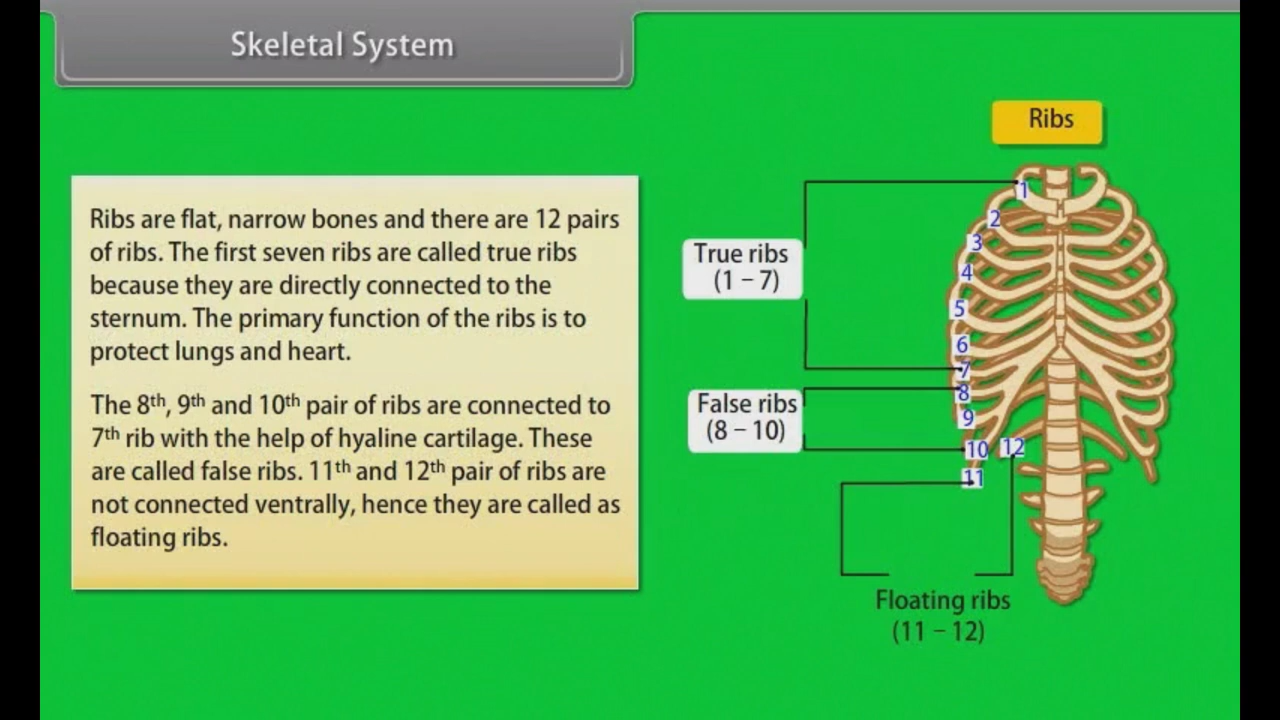 Skeletal System
Ribs are flat, narrow bones and there are 12 pairs
of ribs. The first seven ribs are called true ribs
because they are directly connected to the
sternum. The primary function of the ribs is to
protect lungs and heart.
The 8th, 9th and 10th pair of ribs are connected to
7th rib with the help of hyaline cartilage. These
are called false ribs. 11th and 12th pair of ribs are
not connected ventrally, hence they are called as
floating ribs.
Ribs
True ribs
(1 – 7)
False ribs
(8 – 10)
Floating ribs
(11 – 12)
1
2
3
4
5
6
7
8
9
10
12
11